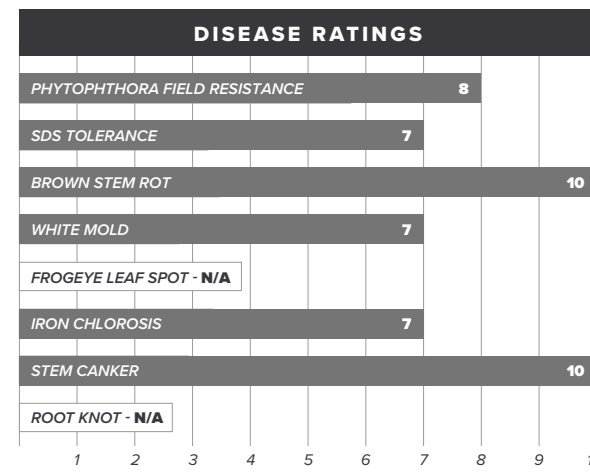 DISEASE RATINGS
PHYTOPHTHORA FIELD RESISTANCE 8
SDS TOLERANCE 7
BROWN STEM ROT 10
WHITE MOLD 7
FROGEYE LEAF SPOT - N/A
IRON CHLOROSIS 7
STEM CANKER 10
ROOT KNOT - N/A
1 2 3 4 5 6 7 8 9